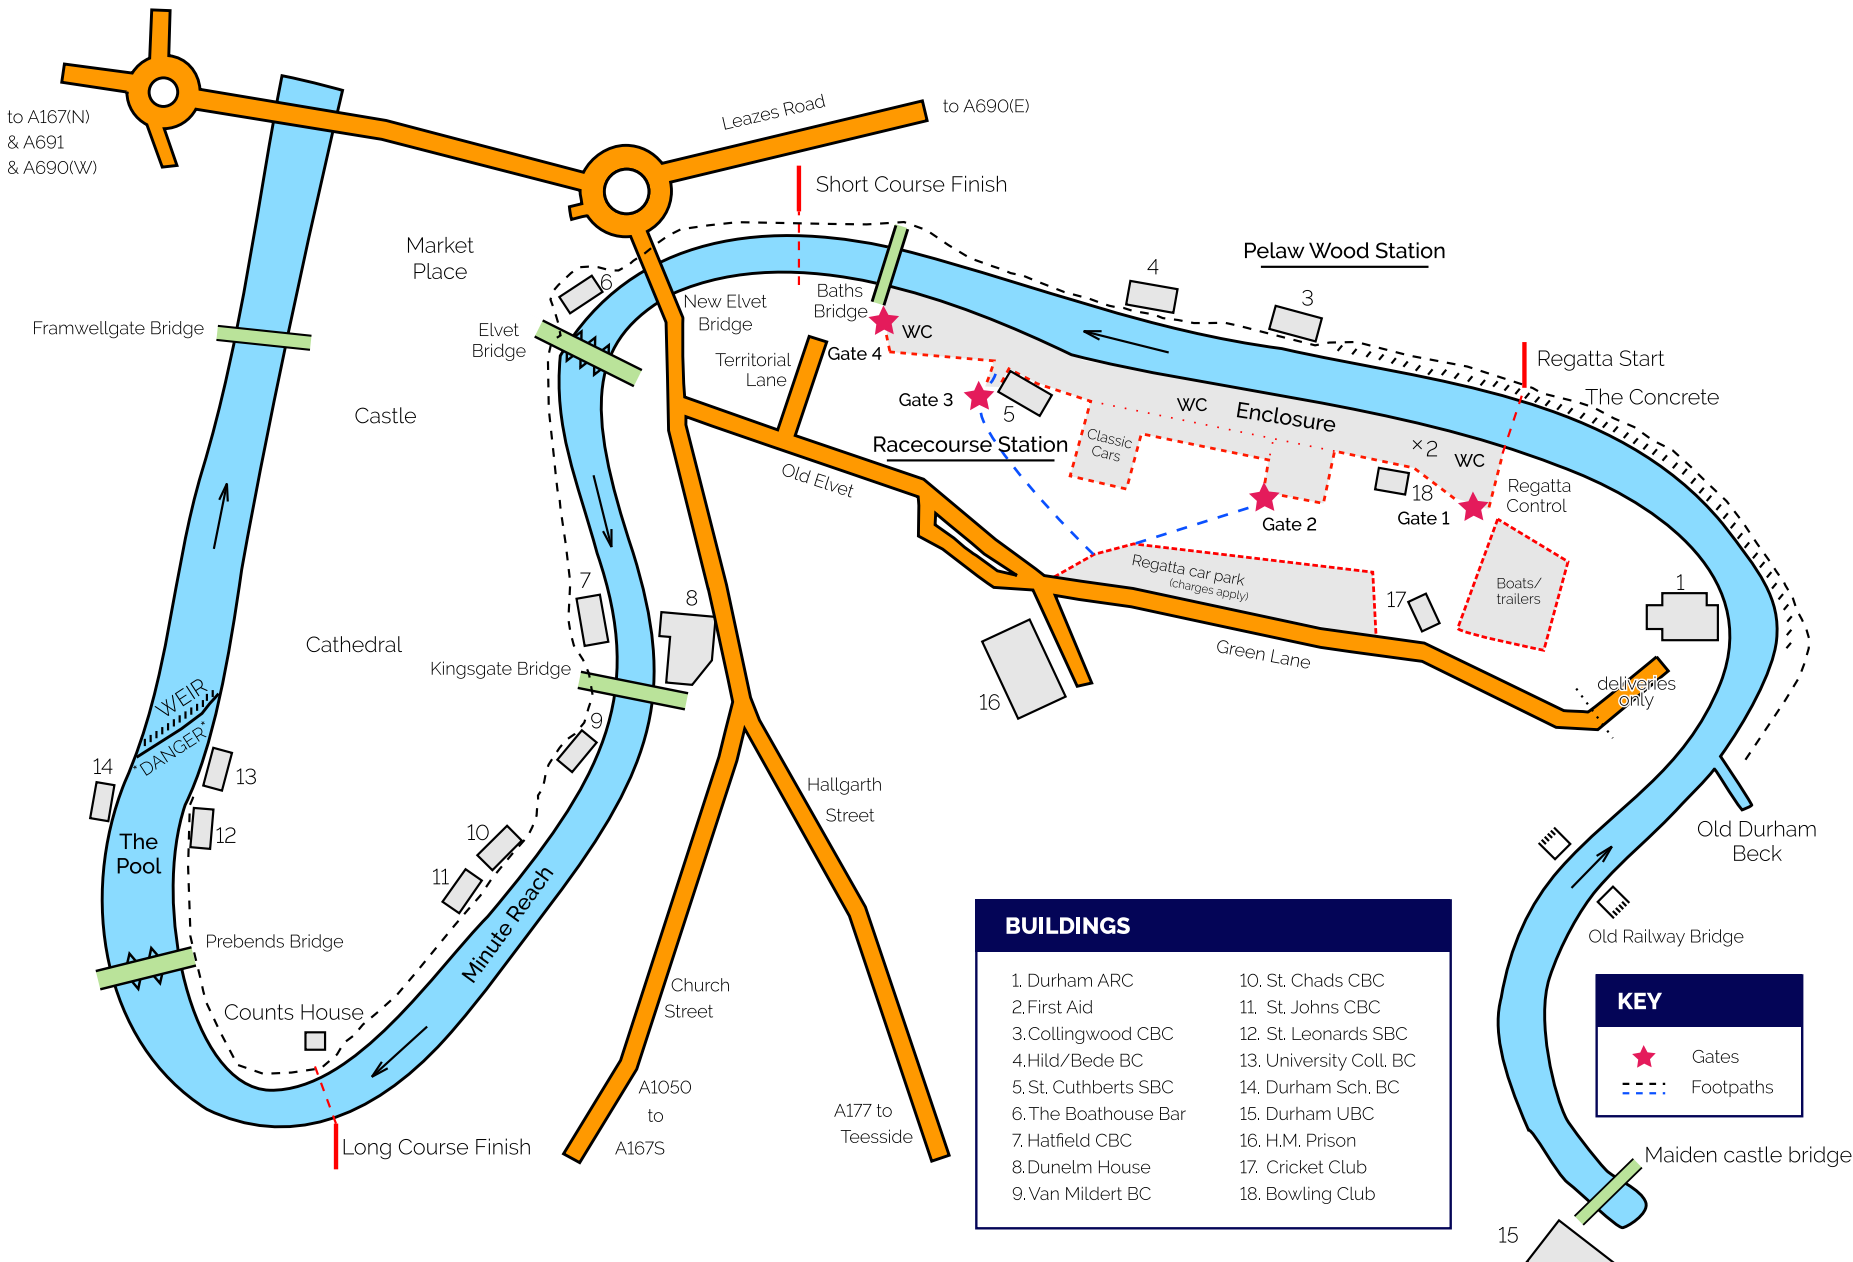 to A167(N)
& A691
& A690(W)
Leazes Road
to A690(E)
Short Course Finish
Market
Place
Pelaw Wood Station
4
3
6
New Elvet
Bridge
Baths
Bridge
WC
Framwellgate Bridge
Elvet
Bridge
Territorial
Lane
Gate 4
Regatta Start
The Concrete
Gate 3
5
WC
Enclosure
×2
WC
Castle
Classic
Cars
Racecourse Station
Old Elvet
18
Regatta
Control
Gate 2
Gate 1
Regatta car park
(charges apply)
Boats/
trailers
7
8
17
1
Cathedral
Kingsgate Bridge
Green Lane
deliveries
only
16
WEIR
*DANGER*
9
14
13
Hallgarth
Street
The
Pool
12
10
11
Old Durham
Beck
Minute Reach
Prebends Bridge
Old Railway Bridge
Counts House
Church
Street
Long Course Finish
A1050
to
A167S
A177 to
Teesside
BUILDINGS
1. Durham ARC
2. First Aid
3. Collingwood CBC
4. Hild/Bede BC
5. St. Cuthberts SBC
6. The Boathouse Bar
7. Hatfield CBC
8. Dunelm House
9. Van Mildert BC
10. St. Chads CBC
11. St. Johns CBC
12. St. Leonards SBC
13. University Coll. BC
14. Durham Sch. BC
15. Durham UBC
16. H.M. Prison
17. Cricket Club
18. Bowling Club
KEY
Gates
Footpaths
Maiden castle bridge
15